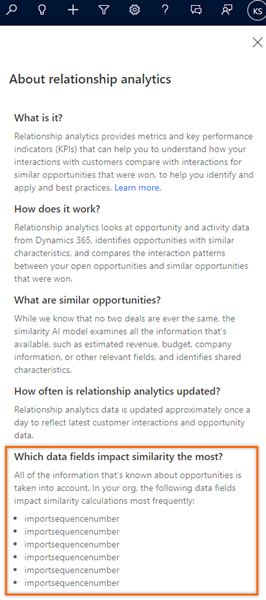 KS
About relationship analytics
What is it?
Relationship analytics provides metrics and key performance
indicators (KPIs) that can help you to understand how your
interactions with customers compare with interactions for
similar opportunities that were won, to help you identify and
apply and best practices. Learn more.
How does it work?
Relationship analytics looks at opportunity and activity data
from Dynamics 365, identifies opportunities with similar
characteristics, and compares the interaction patterns
between your open opportunities and similar opportunities
that were won.
What are similar opportunities?
While we know that no two deals are ever the same, the
similarity AI model examines all the information that's
available, such as estimated revenue, budget, company
information, or other relevant fields, and identifies shared
characteristics.
How often is relationship analytics updated?
Relationship analytics data is updated approximately once a
day to reflect latest customer interactions and opportunity
data.
Which data fields impact similarity the most?
All of the information that's known about opportunities is
taken into account. In your org, the following data fields
impact similarity calculations most frequently:
• importsequencenumber
• importsequencenumber
• importsequencenumber
• importsequencenumber
• importsequencenumber
• importsequencenumber